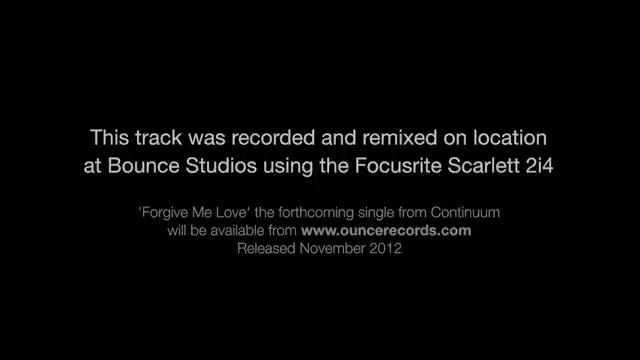 This track was recorded and remixed on location
at Bounce Studios using the Focusrite Scarlett 2i4
'Forgive Me Love' the forthcoming single from Continuum
will be available from www.ouncerecords.com
Released November 2012